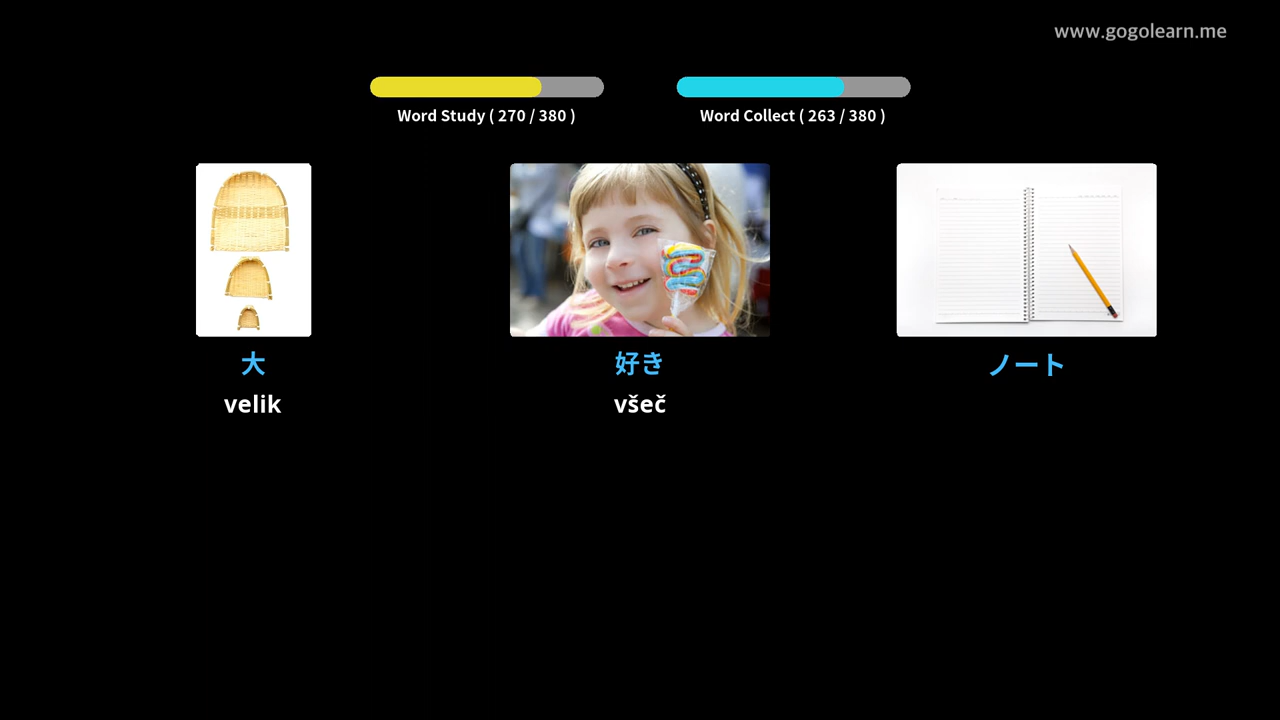 www.gogolearn.me
Word Study ( 270 / 380 )
Word Collect ( 263 / 380 )
大
velik
好き
všeč
ノート